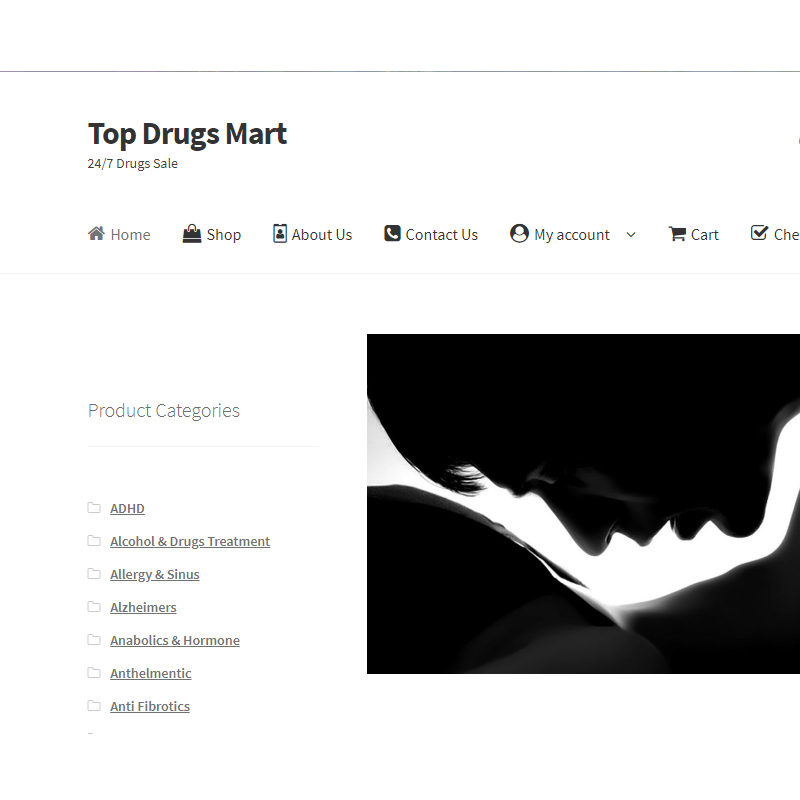 Top Drugs Mart
24/7 Drugs Sale
Home Shop About Us Contact Us My account Cart Che
Product Categories
ADHD
Alcohol & Drugs Treatment
Allergy & Sinus
Alzheimers
Anabolics & Hormone
Anthelmentic
Anti Fibrotics